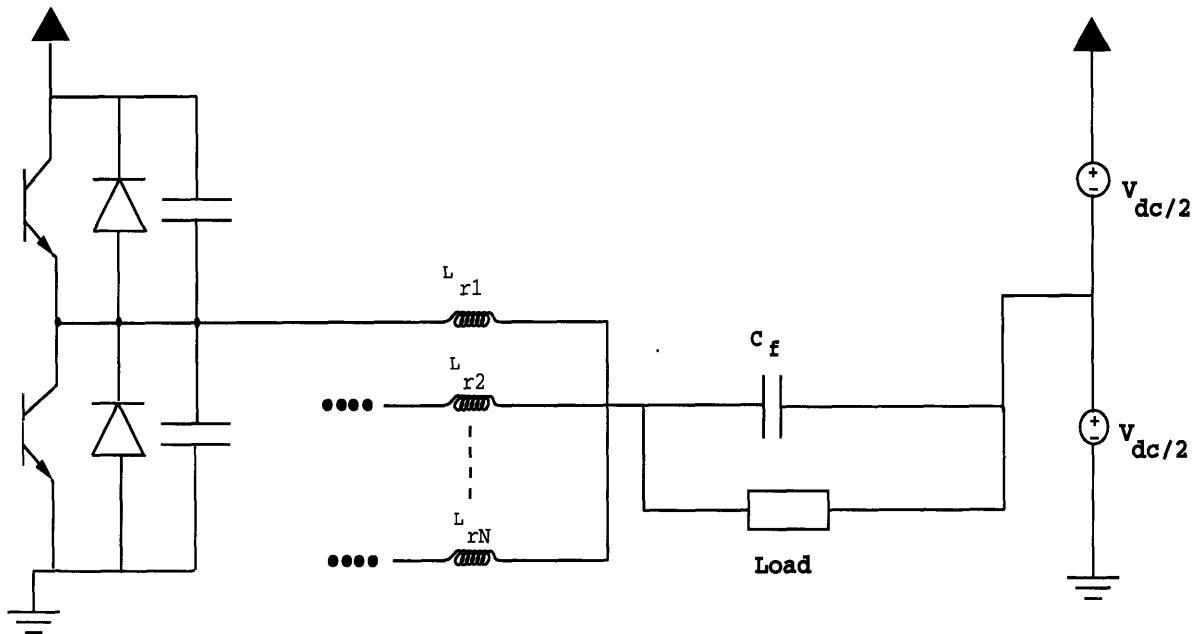 L r1
L r2
L rN
C f
Load
+
-
V dc/2
+
-
V dc/2